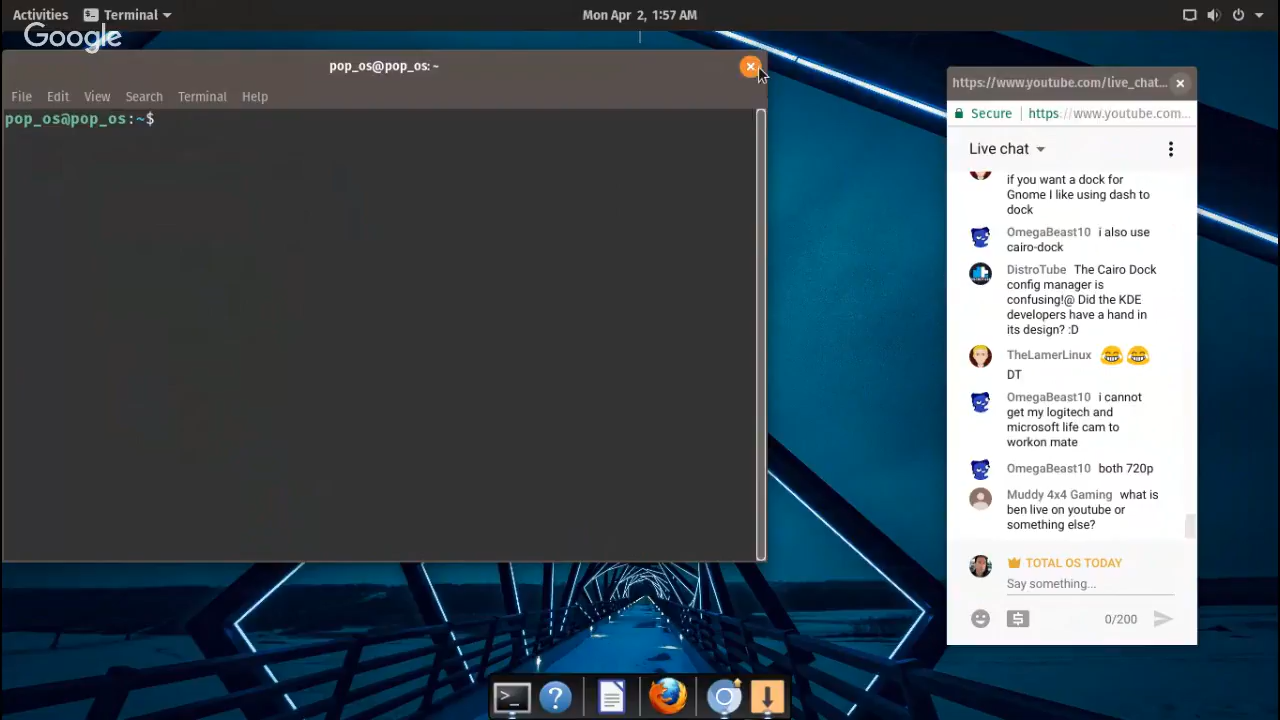 Activities
Terminal
Mon Apr 2, 1:57 AM
Google
pop_os@pop_os: ~
File Edit View Search Terminal Help
pop_os@pop_os:~$
https://www.youtube.com/live_chat...
Secure https://www.youtube.com...
Live chat
if you want a dock for
Gnome I like using dash to
dock
OmegaBeast10 i also use
cairo-dock
DistroTube The Cairo Dock
config manager is
confusing!@ Did the KDE
developers have a hand in
its design? :D
TheLamerLinux
DT
OmegaBeast10 i cannot
get my logitech and
microsoft life cam to
workon mate
OmegaBeast10 both 720p
Muddy 4x4 Gaming what is
ben live on youtube or
something else?
TOTAL OS TODAY
Say something...
0/200